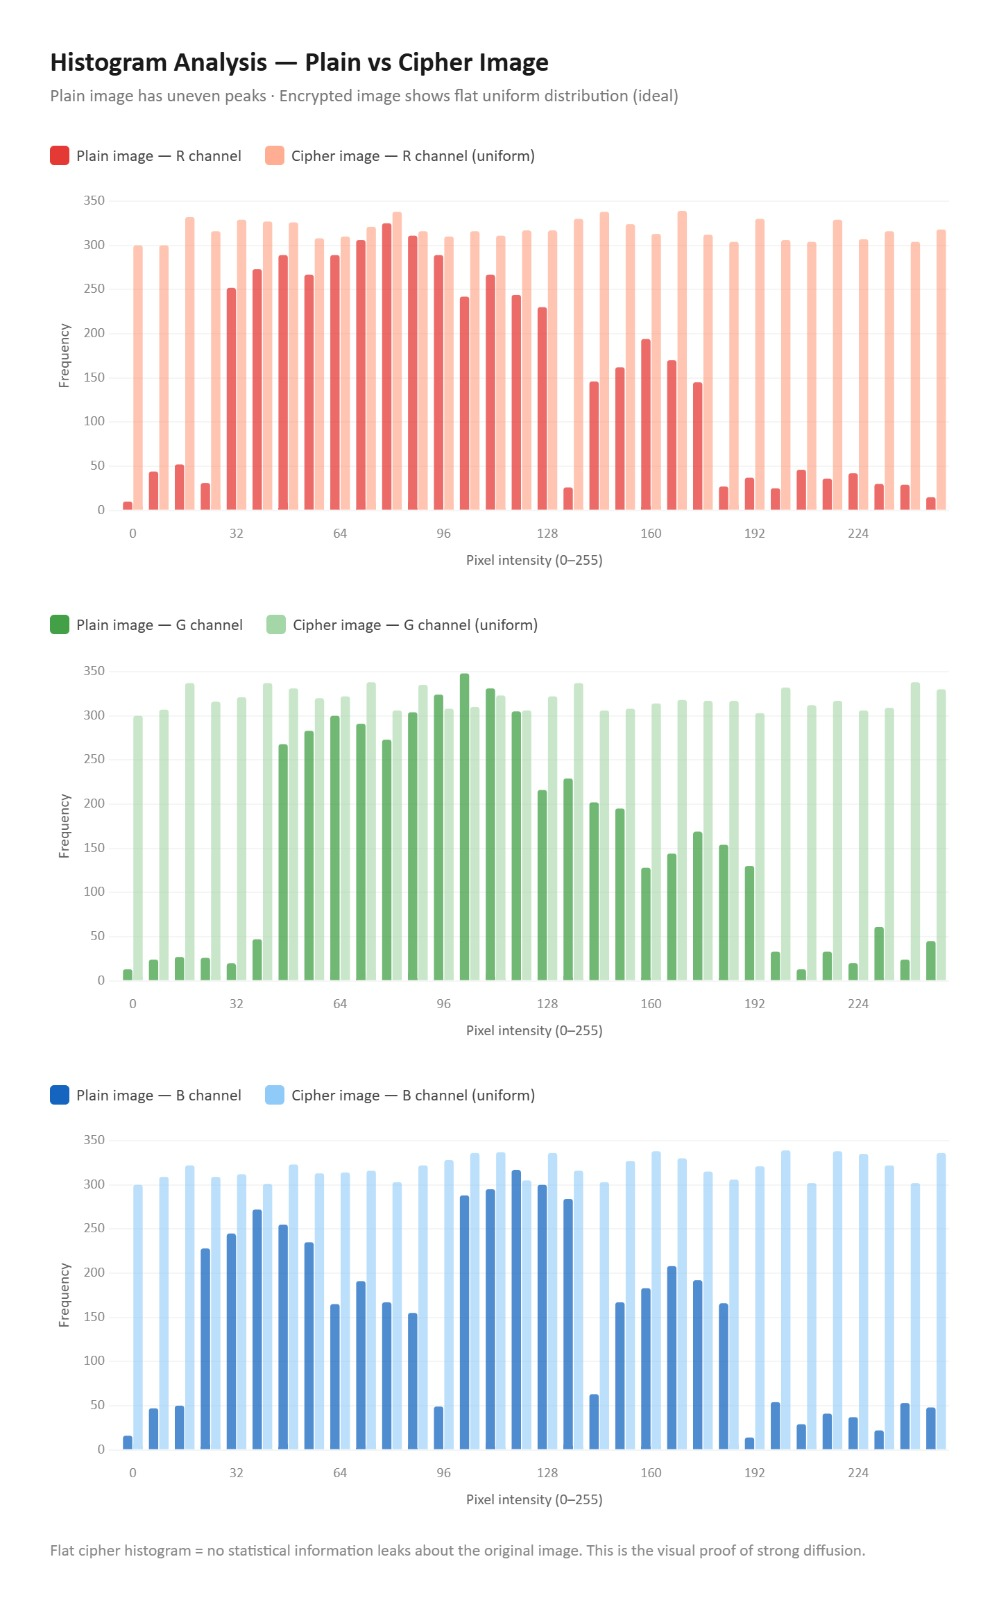 Histogram Analysis — Plain vs Cipher Image
Plain image has uneven peaks · Encrypted image shows flat uniform distribution (ideal)
Plain image — R channel Cipher image — R channel (uniform)
350
300
250
200
150
100
50
0
Frequency
0 32 64 96 128 160 192 224
Pixel intensity (0–255)
Plain image — G channel Cipher image — G channel (uniform)
350
300
250
200
150
100
50
0
Frequency
0 32 64 96 128 160 192 224
Pixel intensity (0–255)
Plain image — B channel Cipher image — B channel (uniform)
350
300
250
200
150
100
50
0
Frequency
0 32 64 96 128 160 192 224
Pixel intensity (0–255)
Flat cipher histogram = no statistical information leaks about the original image. This is the visual proof of strong diffusion.